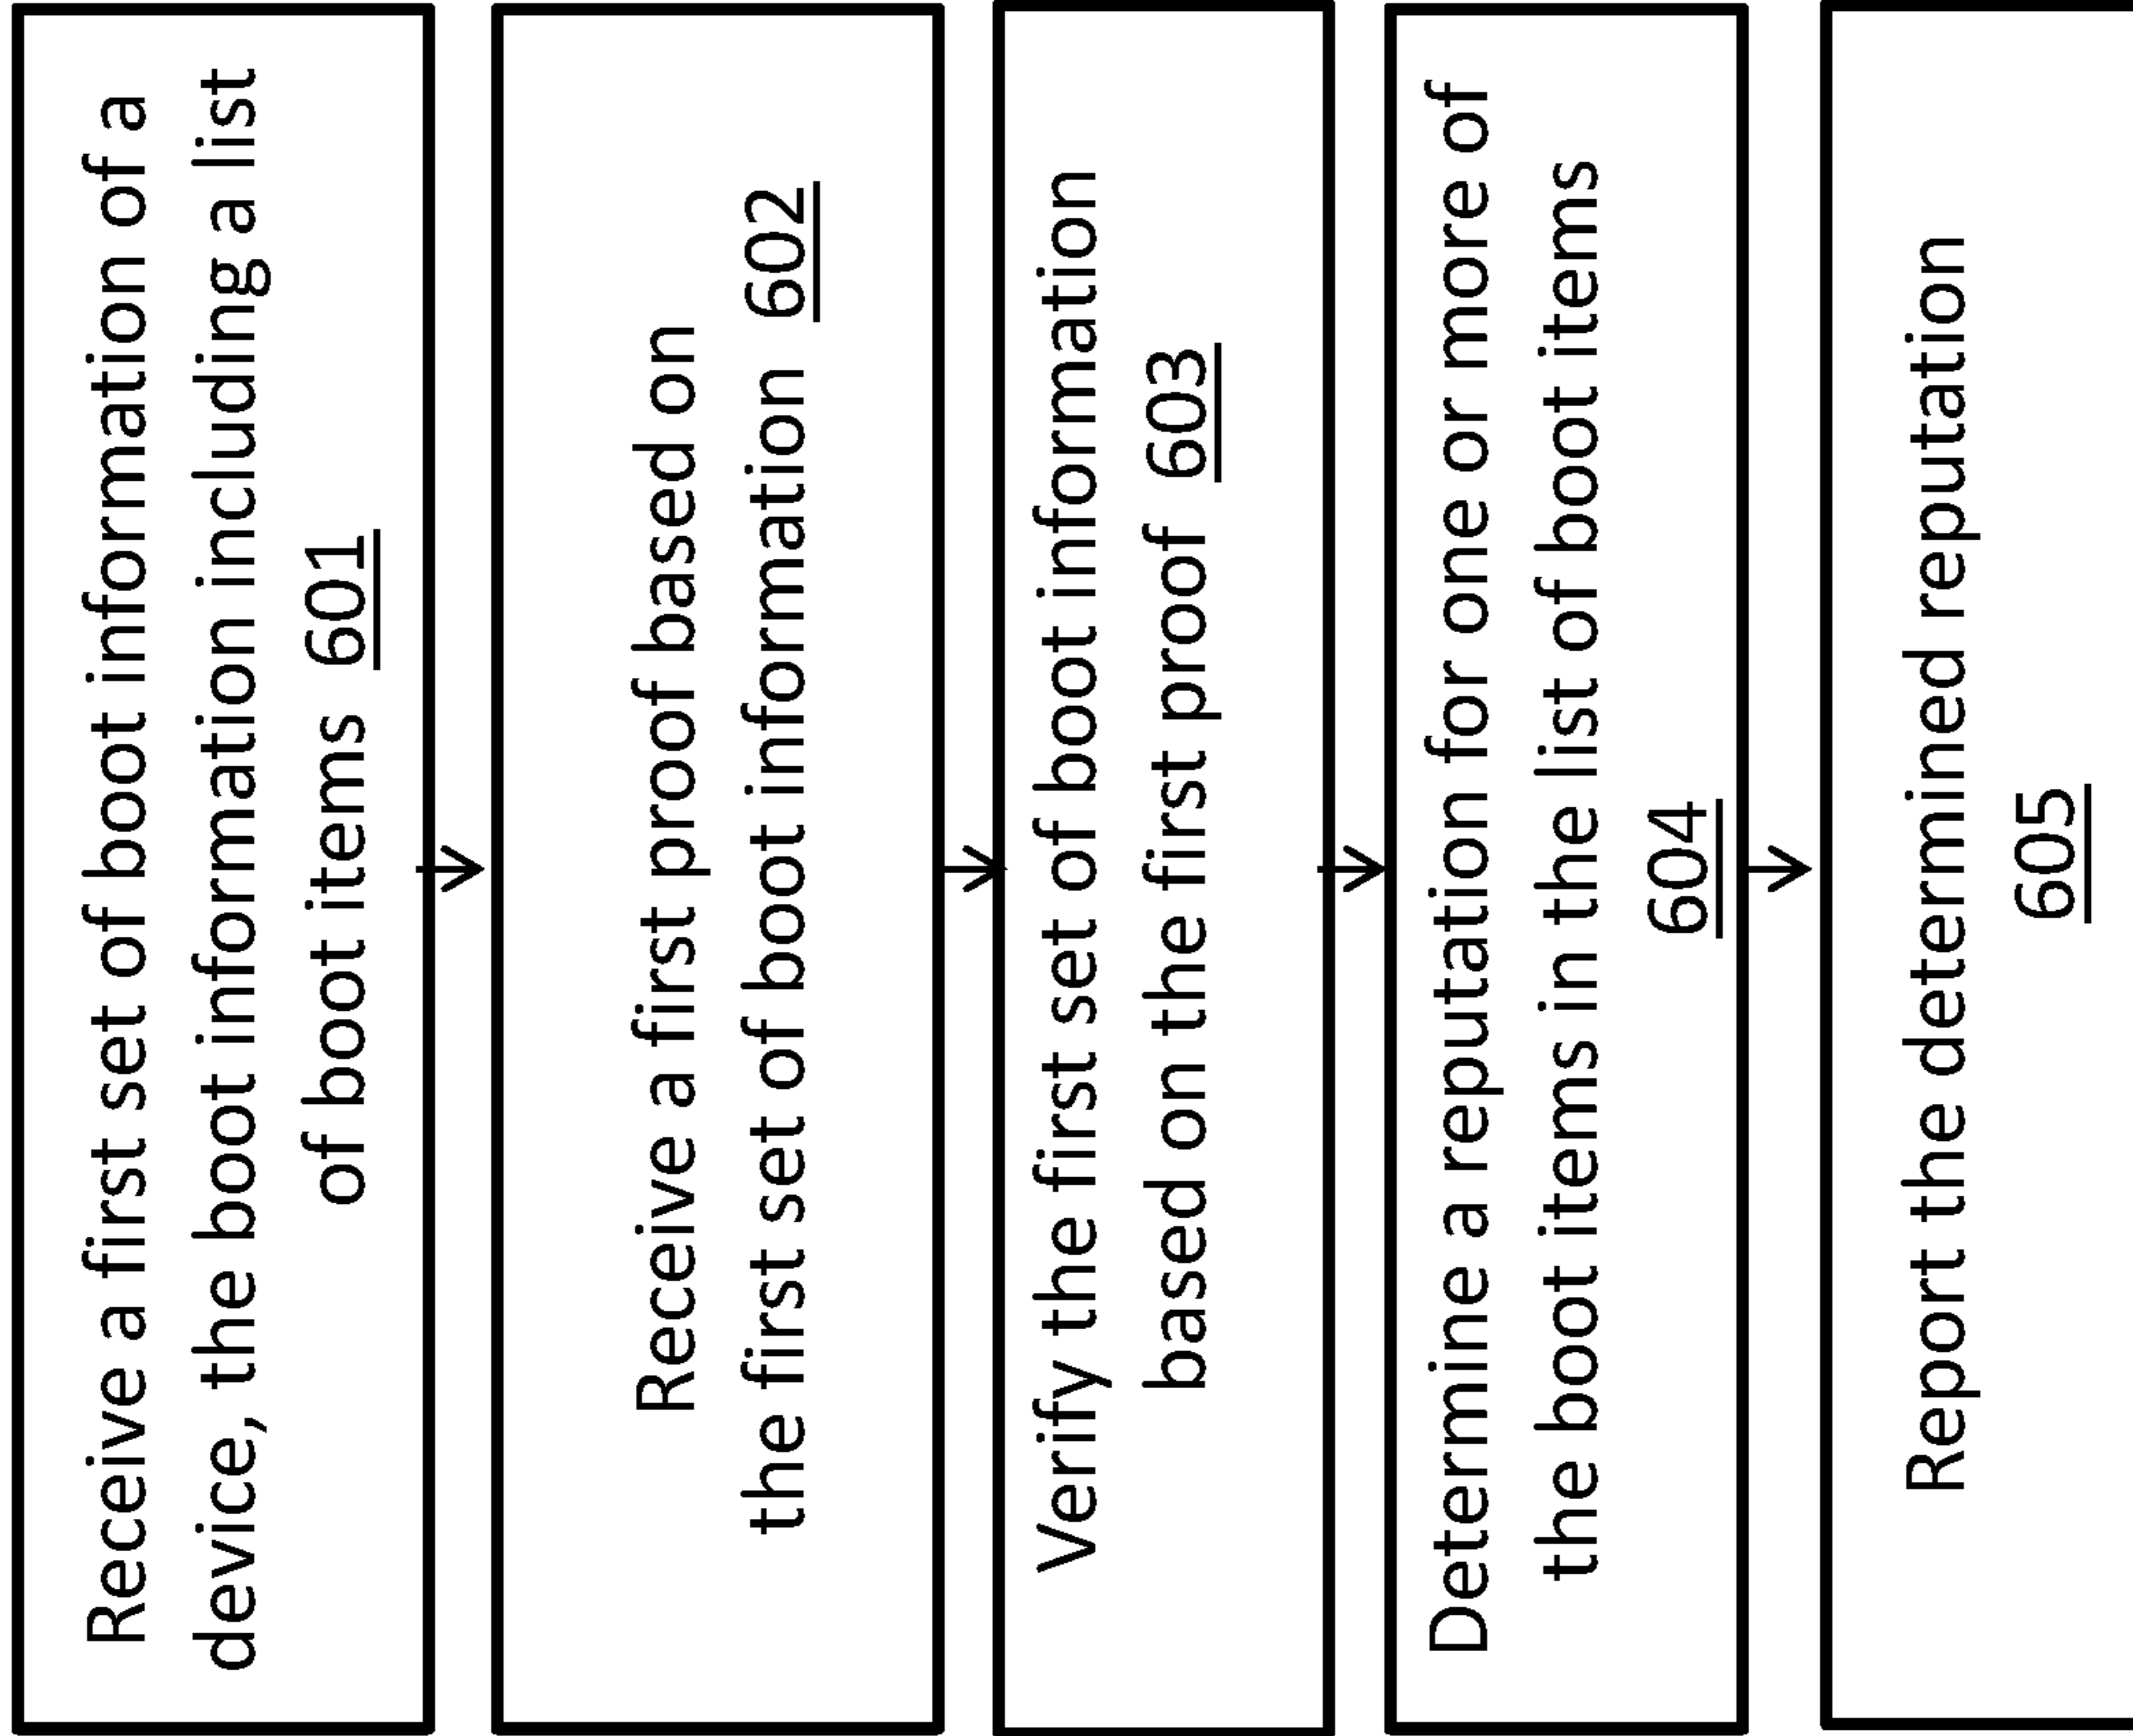 Receive a first set of boot information of a
device, the boot information including a list
of boot items 601
Receive a first proof based on
the first set of boot information 602
Verify the first set of boot information
based on the first proof 603
Determine a reputation for one or more of
the boot items in the list of boot items
604
Report the determined reputation
605